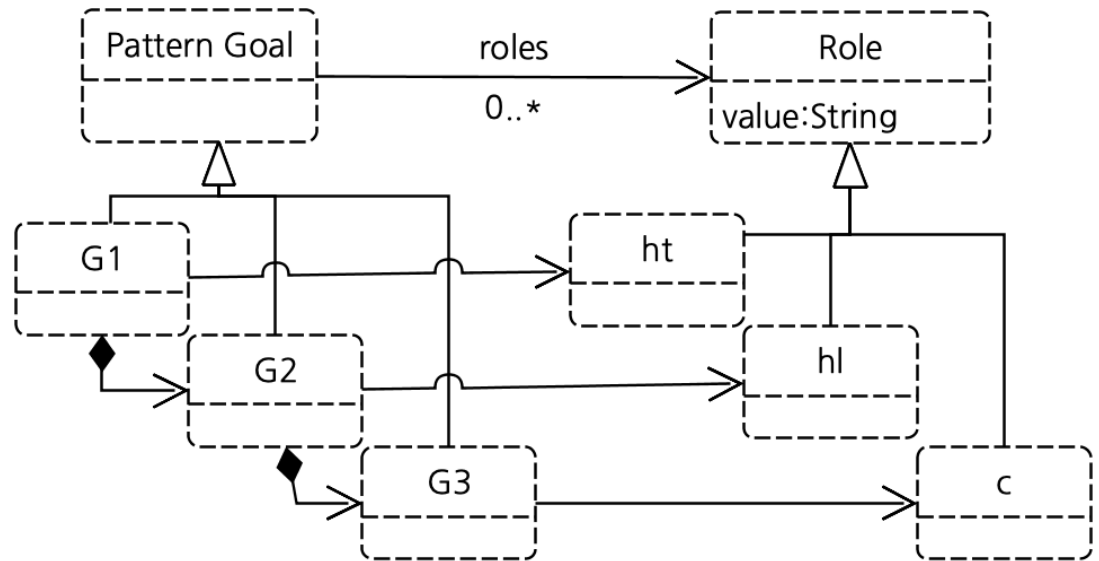 Pattern Goal
roles
0..*
Role
value:String
G1
ht
G2
hl
G3
c